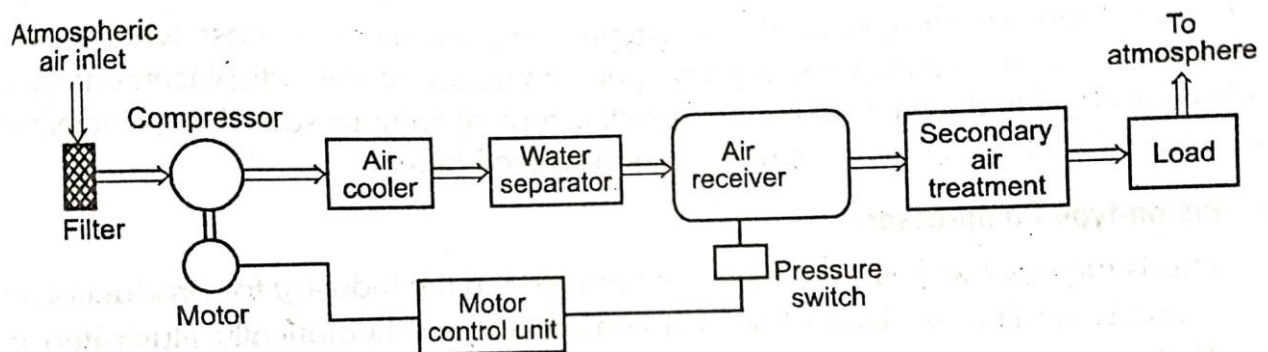 Atmospheric
air inlet
To
atmosphere
Compressor
Filter
Air
cooler
Water
separator
Air
receiver
Secondary
air
treatment
Load
Motor
Motor
control unit
Pressure
switch